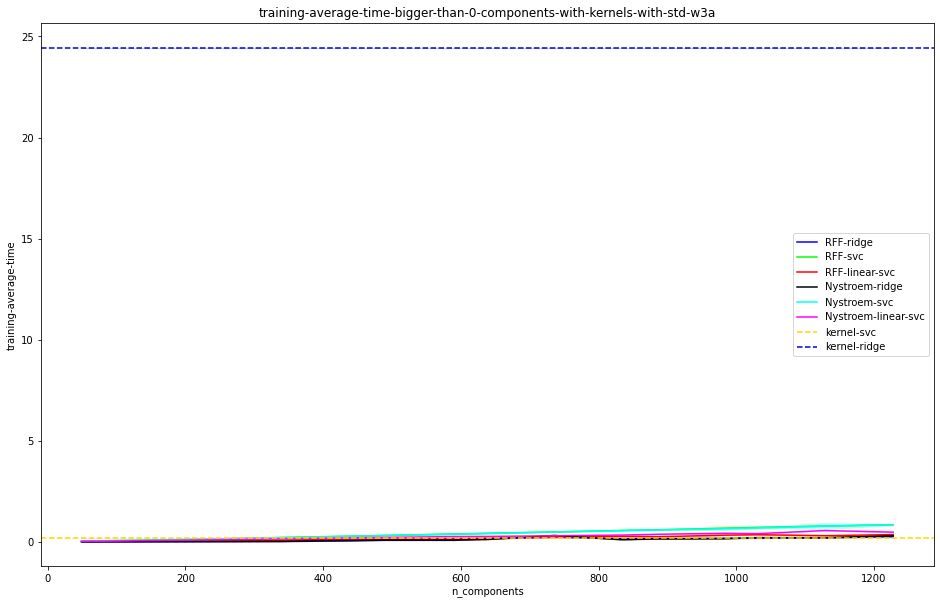 training-average-time-bigger-than-0-components-with-kernels-with-std-w3a
25
20
15
10
5
0
training-average-time
RFF-ridge
RFF-svc
RFF-linear-svc
Nystroem-ridge
Nystroem-svc
Nystroem-linear-svc
kernel-svc
kernel-ridge
0 200 400 600 800 1000 1200
n_components